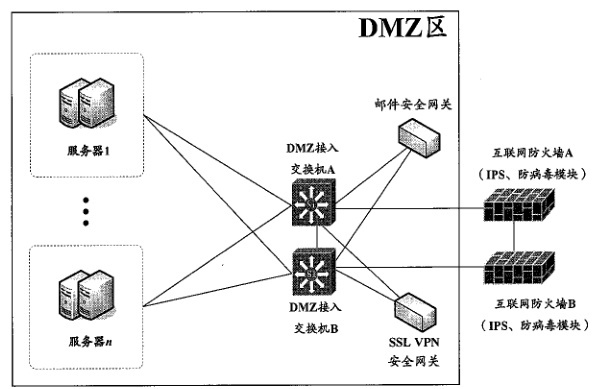 DMZ区
邮件安全网关
服务器1
DMZ接入
交换机A
互联网防火墙A
（IPS、防病毒模块）
服务器n
DMZ接入
交换机B
SSL VPN
安全网关
互联网防火墙B
（IPS、防病毒模块）